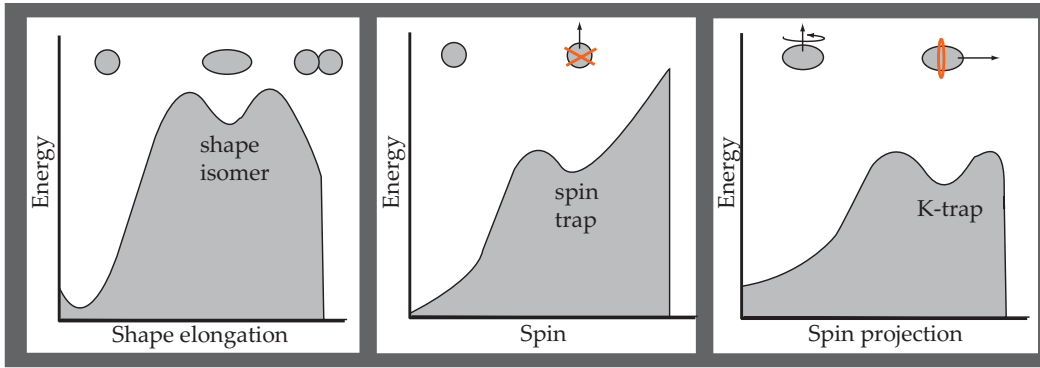 Energy
shape
isomer
Shape elongation
Energy
spin
trap
Spin
Energy
K-trap
Spin projection